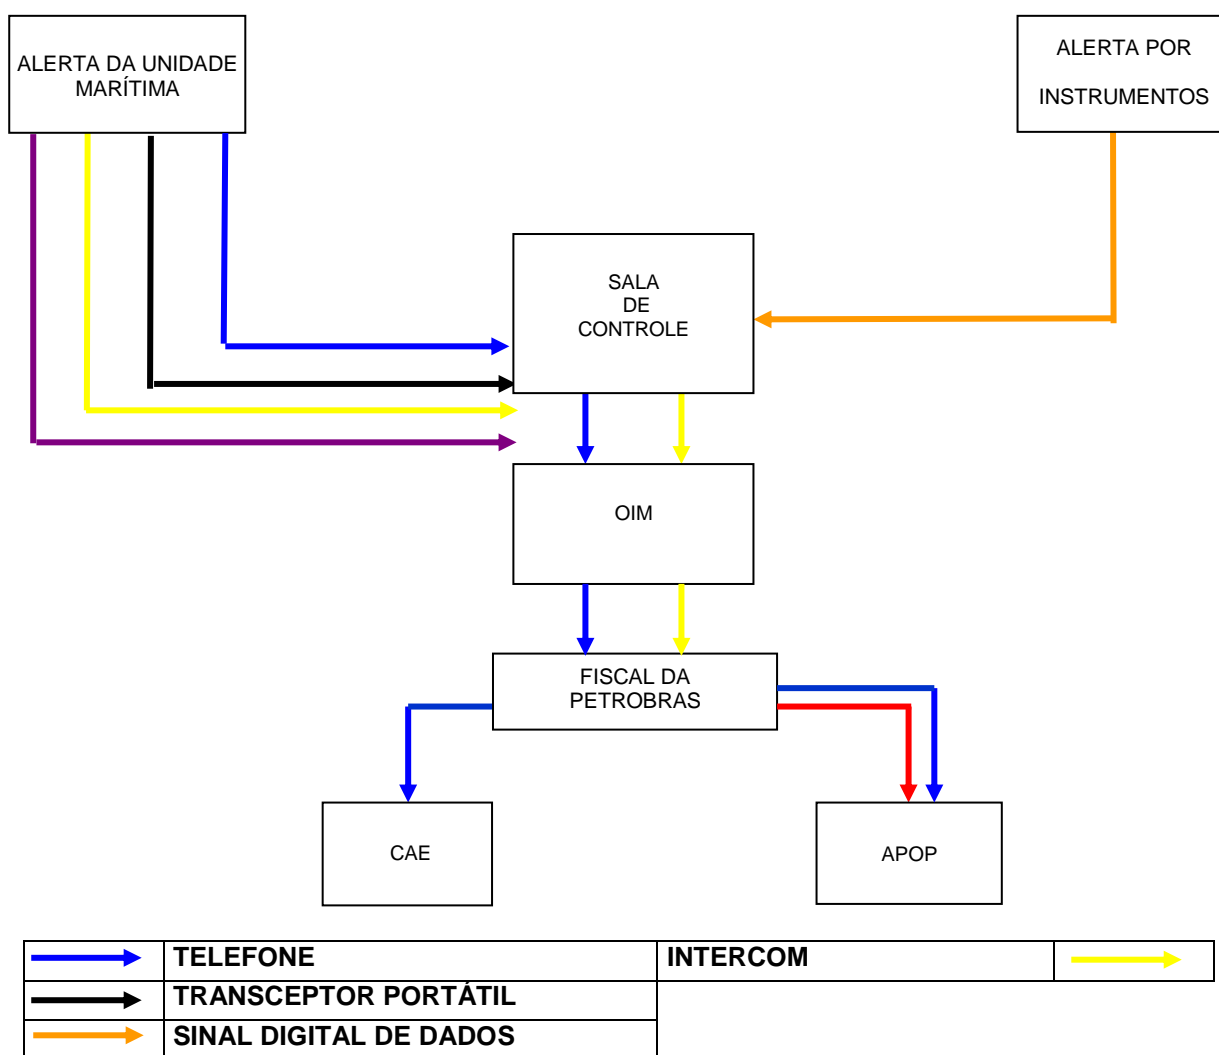 ALERTA DA UNIDADE
MARÍTIMA
ALERTA POR
INSTRUMENTOS
SALA
DE
CONTROLE
OIM
FISCAL DA
PETROBRAS
CAE
APOP
TELEFONE
INTERCOM
TRANSCEPTOR PORTÁTIL
SINAL DIGITAL DE DADOS